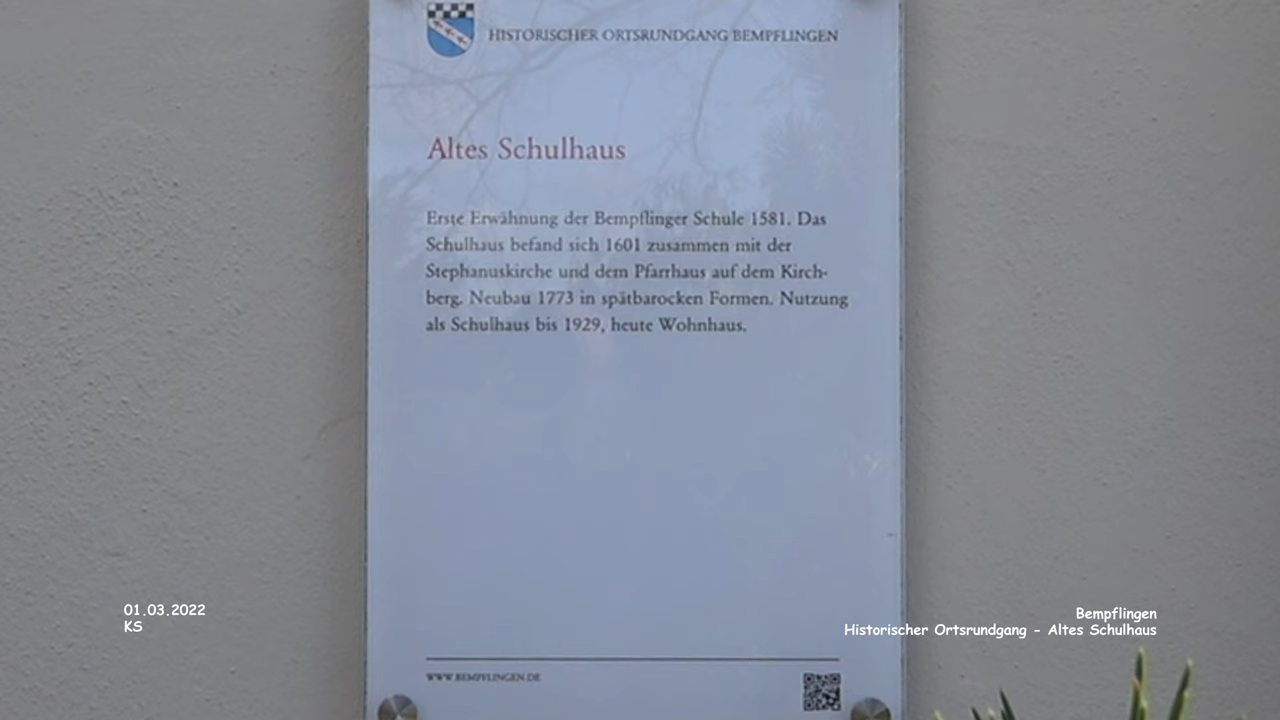 HISTORISCHER ORTSRUNDGANG BEMPFLINGEN
Altes Schulhaus
Erste Erwähnung der Bempflinger Schule 1581. Das
Schulhaus befand sich 1601 zusammen mit der
Stephanuskirche und dem Pfarrhaus auf dem Kirch-
berg. Neubau 1773 in spätbarocken Formen. Nutzung
als Schulhaus bis 1929, heute Wohnhaus.
01.03.2022
KS
Bempflingen
Historischer Ortsrundgang - Altes Schulhaus
WWW.BEMPFLINGEN.DE